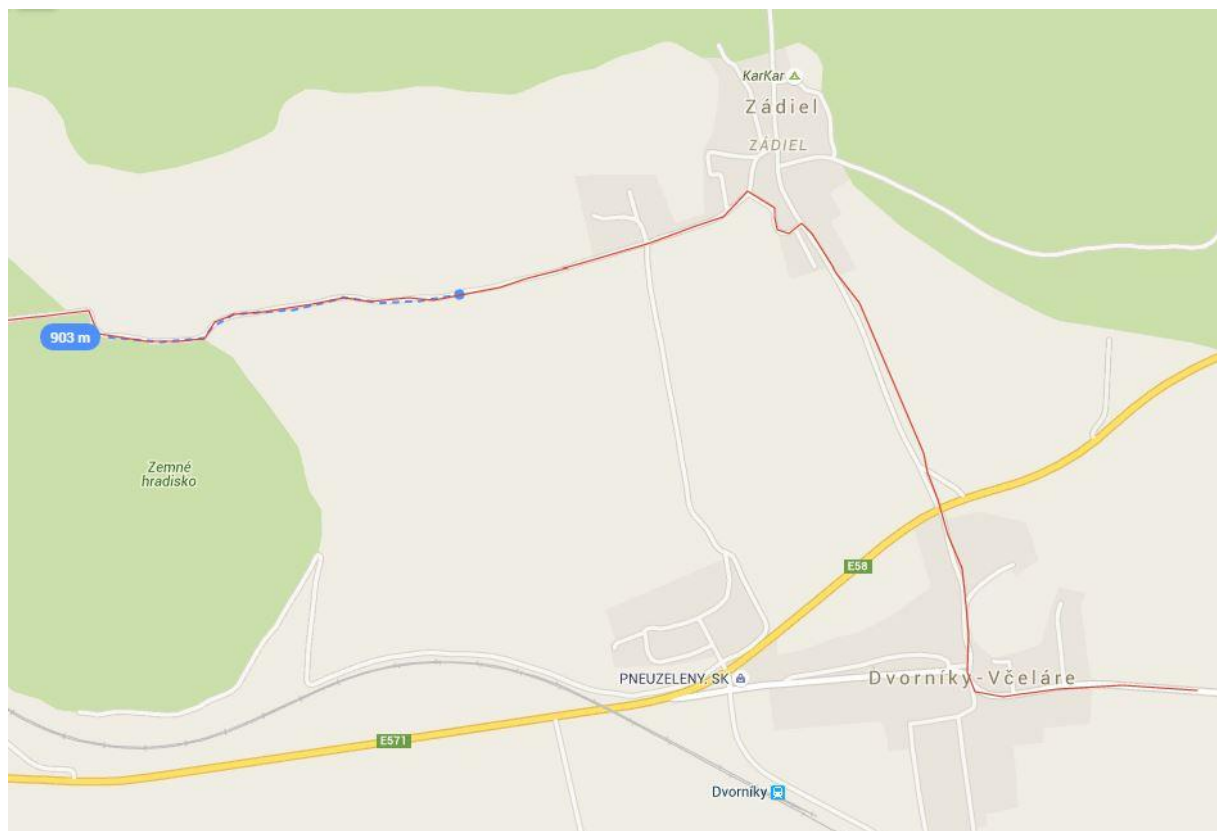 KarKar
Zádiel
ZÁDIEL
903 m
Zemné
hradisko
E58
PNEUZELENY, SK
Dvorníky-Včeláre
E571
Dvorníky